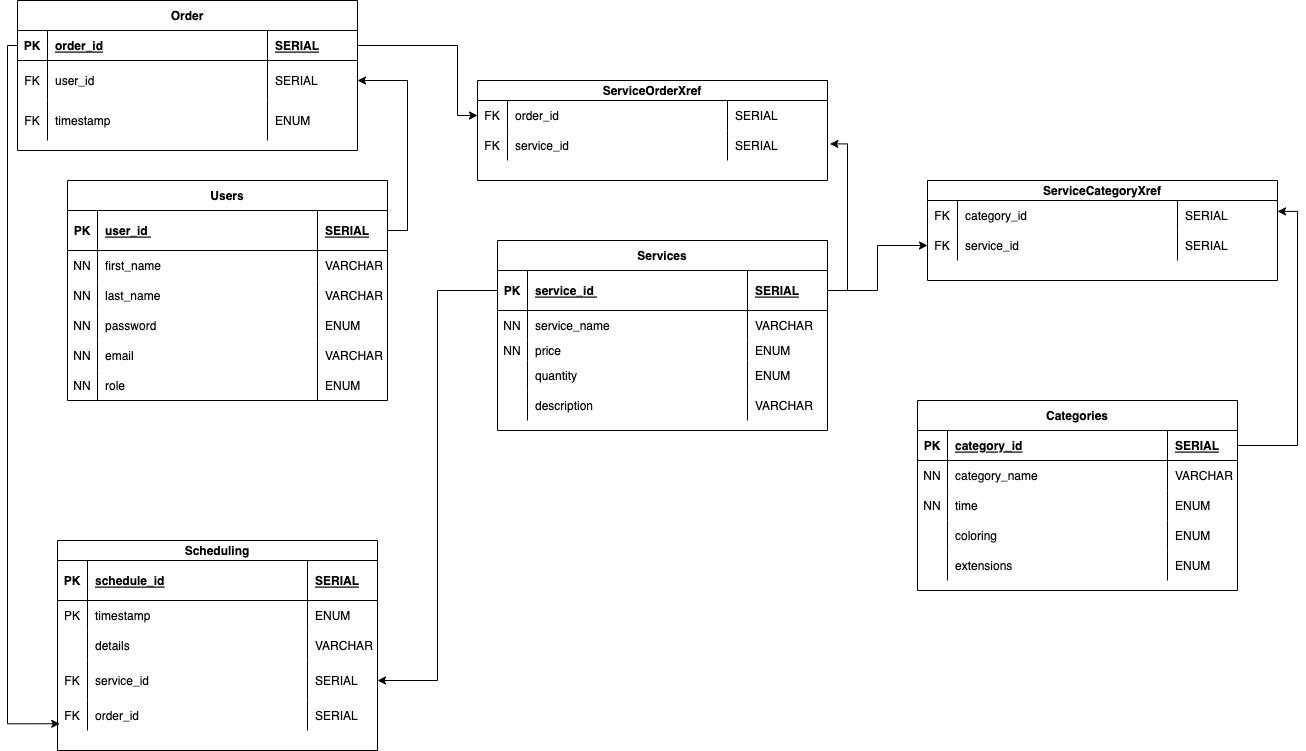 Order
PK order_id SERIAL
FK user_id SERIAL
FK timestamp ENUM
ServiceOrderXref
FK order_id SERIAL
FK service_id SERIAL
Users
PK user_id SERIAL
NN first_name VARCHAR
NN last_name VARCHAR
NN password ENUM
NN email VARCHAR
NN role ENUM
ServiceCategoryXref
FK category_id SERIAL
FK service_id SERIAL
Services
PK service_id SERIAL
NN service_name VARCHAR
NN price ENUM
quantity ENUM
description VARCHAR
Categories
PK category_id SERIAL
NN category_name VARCHAR
NN time ENUM
coloring ENUM
extensions ENUM
Scheduling
PK schedule_id SERIAL
PK timestamp ENUM
details VARCHAR
FK service_id SERIAL
FK order_id SERIAL